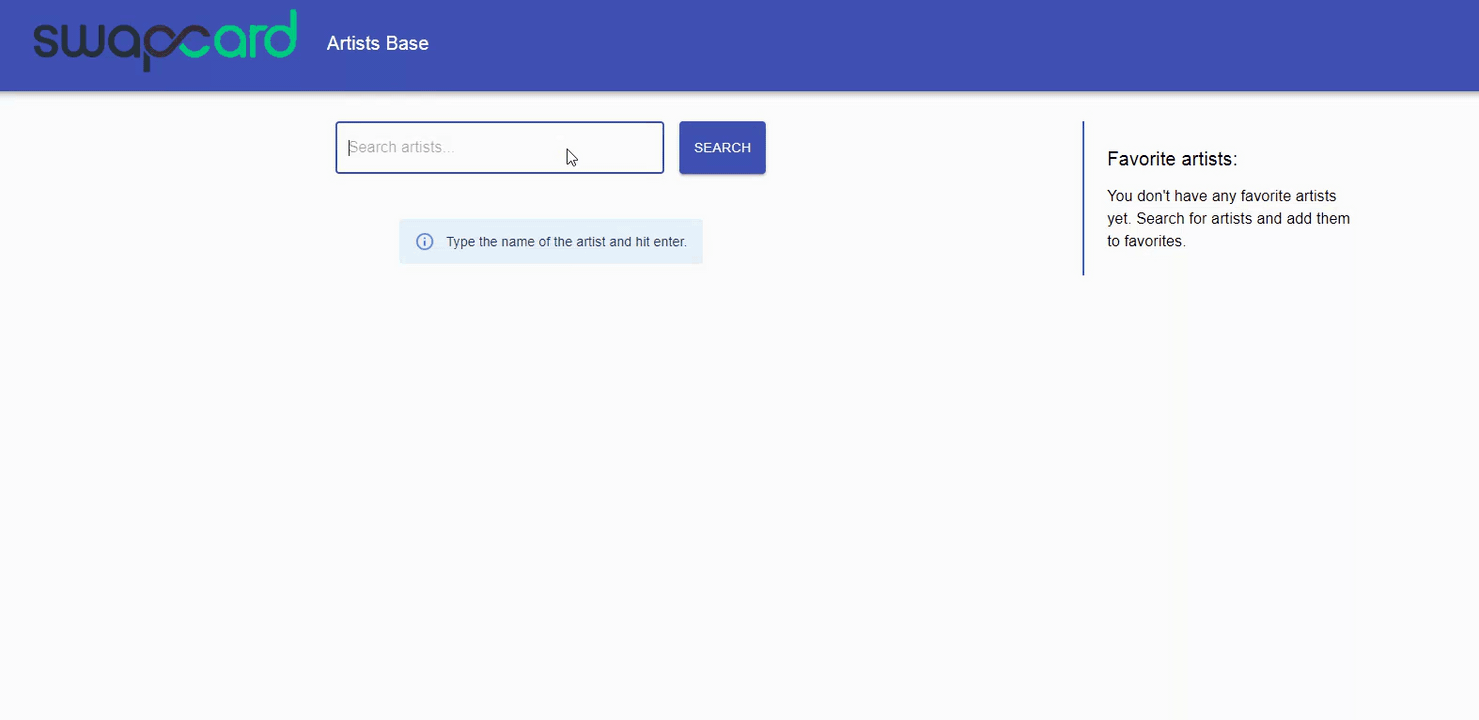 swapcard
Artists Base
Search artists...
SEARCH
Type the name of the artist and hit enter.
Favorite artists:
You don't have any favorite artists
yet. Search for artists and add them
to favorites.